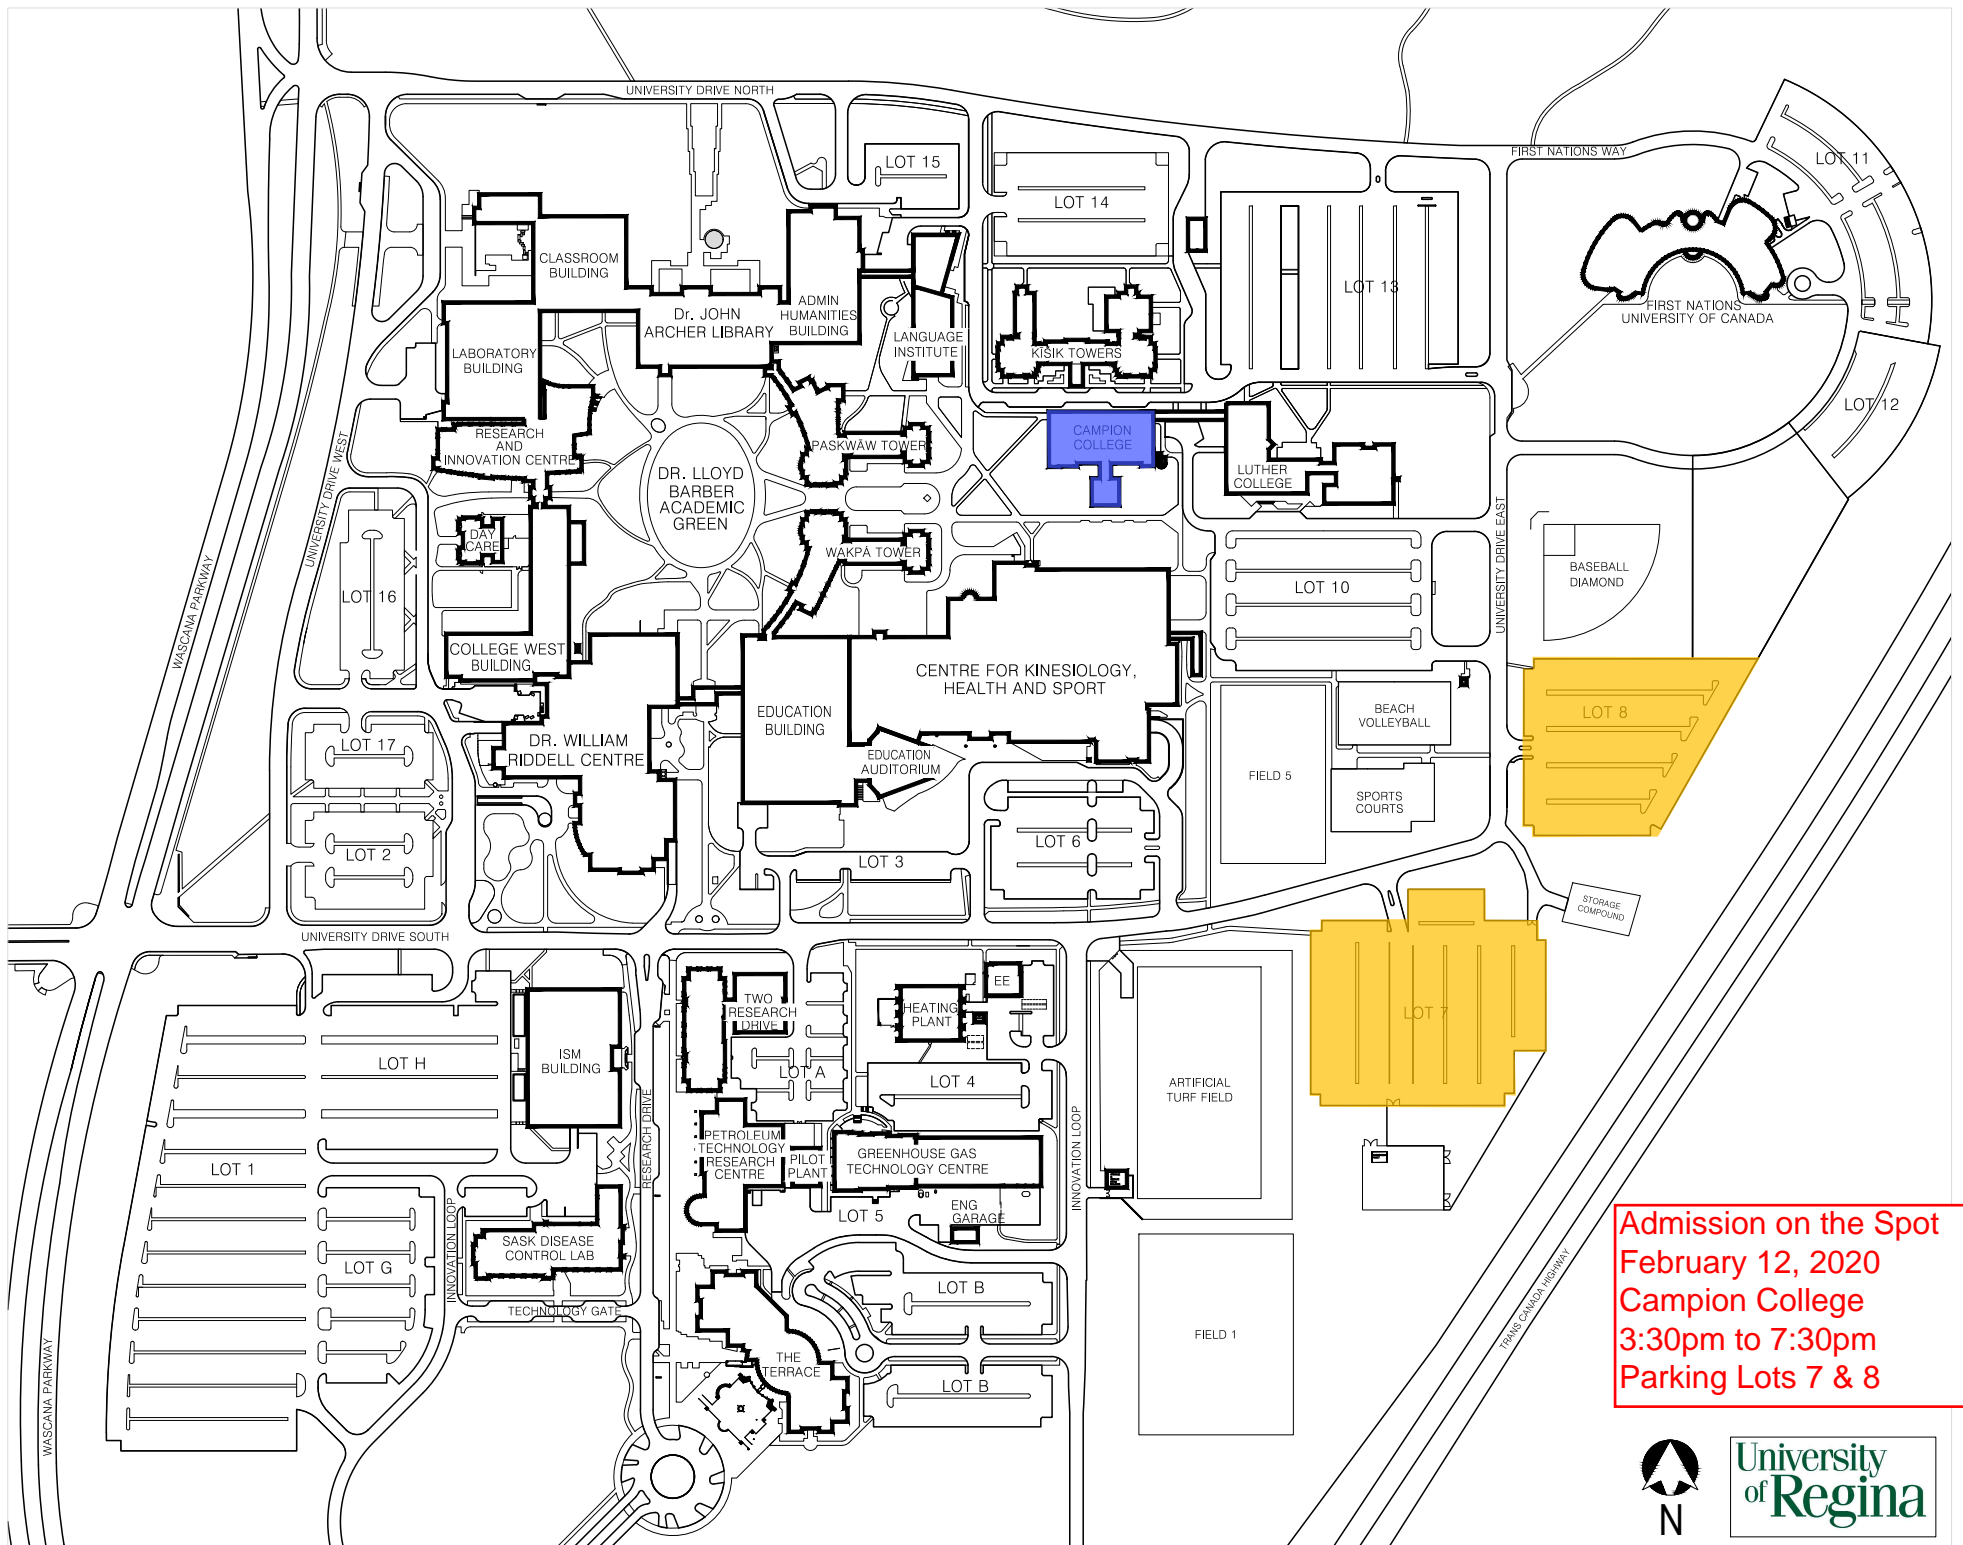 UNIVERSITY DRIVE NORTH
FIRST NATIONS WAY
LOT 15
LOT 11
LOT 14
CLASSROOM
BUILDING
LOT 13
ADMIN
HUMANITIES
BUILDING
FIRST NATIONS
UNIVERSITY OF CANADA
Dr. JOHN
ARCHER LIBRARY
LANGUAGE
INSTITUTE
KĪSIK TOWERS
LABORATORY
BUILDING
LOT 12
CAMPION
COLLEGE
RESEARCH
AND
INNOVATION CENTRE
PASKWĀW TOWER
LUTHER
COLLEGE
DR. LLOYD
BARBER
ACADEMIC
GREEN
UNIVERSITY DRIVE WEST
UNIVERSITY DRIVE EAST
DAY
CARE
WAKPĀ TOWER
BASEBALL
DIAMOND
LOT 16
LOT 10
WASCANA PARKWAY
COLLEGE WEST
BUILDING
CENTRE FOR KINESIOLOGY,
HEALTH AND SPORT
EDUCATION
BUILDING
BEACH
VOLLEYBALL
LOT 8
LOT 17
DR. WILLIAM
RIDDELL CENTRE
EDUCATION
AUDITORIUM
FIELD 5
SPORTS
COURTS
LOT 2
LOT 3
LOT 6
STORAGE
COMPOUND
UNIVERSITY DRIVE SOUTH
TWO
RESEARCH
DRIVE
HEATING
PLANT
EE
LOT 7
LOT H
ISM
BUILDING
LOT A
LOT 4
ARTIFICIAL
TURF FIELD
RESEARCH DRIVE
INNOVATION LOOP
PETROLEUM
TECHNOLOGY
RESEARCH
CENTRE
PILOT
PLANT
GREENHOUSE GAS
TECHNOLOGY CENTRE
LOT 1
LOT 5
ENG
GARAGE
INNOVATION LOOP
SASK DISEASE
CONTROL LAB
LOT G
LOT B
TECHNOLOGY GATE
TRANS CANADA HIGHWAY
FIELD 1
THE
TERRACE
LOT B
WASCANA PARKWAY
Admission on the Spot
February 12, 2020
Campion College
3:30pm to 7:30pm
Parking Lots 7 & 8
N
University
of Regina